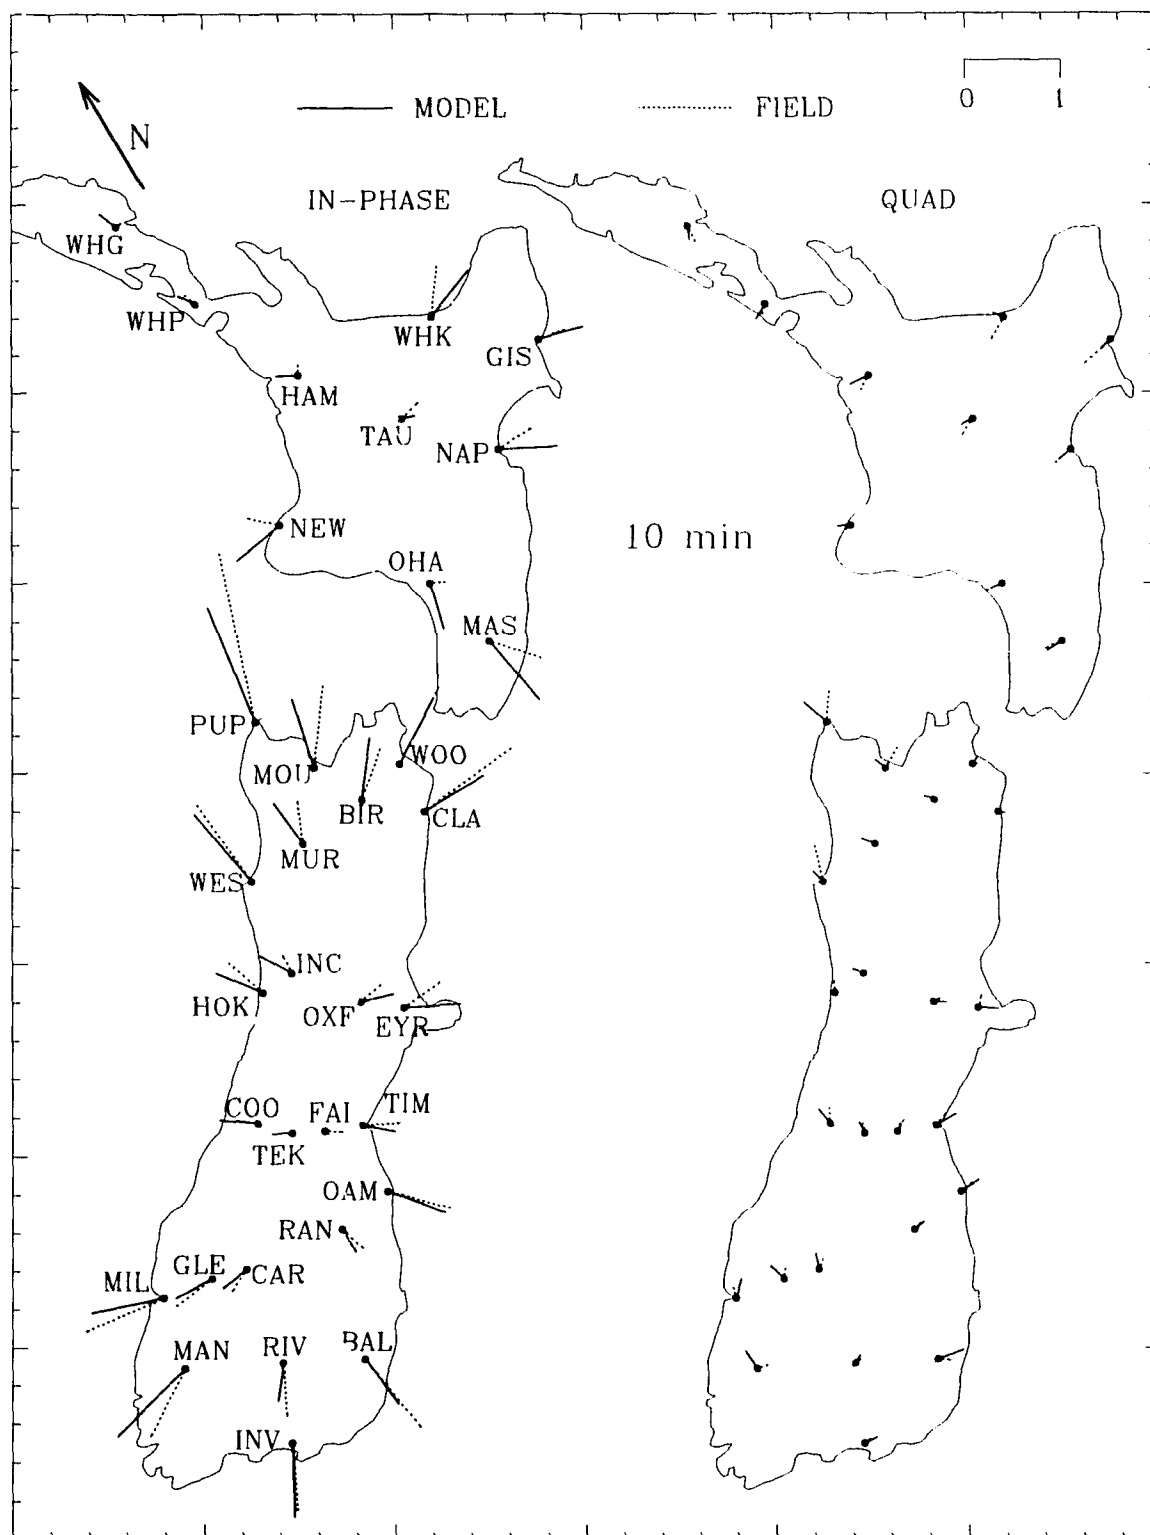 0 1
MODEL FIELD
N
IN-PHASE QUAD
WHG
WHP
WHK
GIS
HAM
TAU
NAP
NEW
10 min
OHA
MAS
PUP
WOO
MOU
BIR
CLA
MUR
WES
INC
HOK
OXF
EYR
COO
FAI
TIM
TEK
OAM
RAN
GLE
CAR
MIL
MAN
RIV
BAL
INV